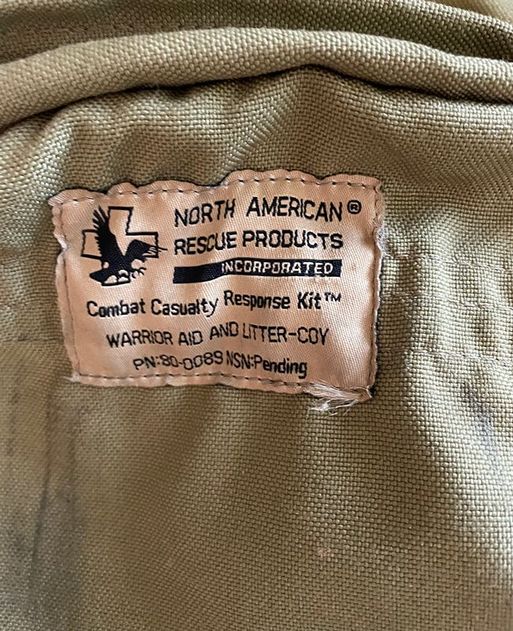 NORTH AMERICAN®
RESCUE PRODUCTS
INCORPORATED
Combat Casualty Response Kit™
WARRIOR AID AND LITTER-COY
PN:80-0089 NSN:Pending